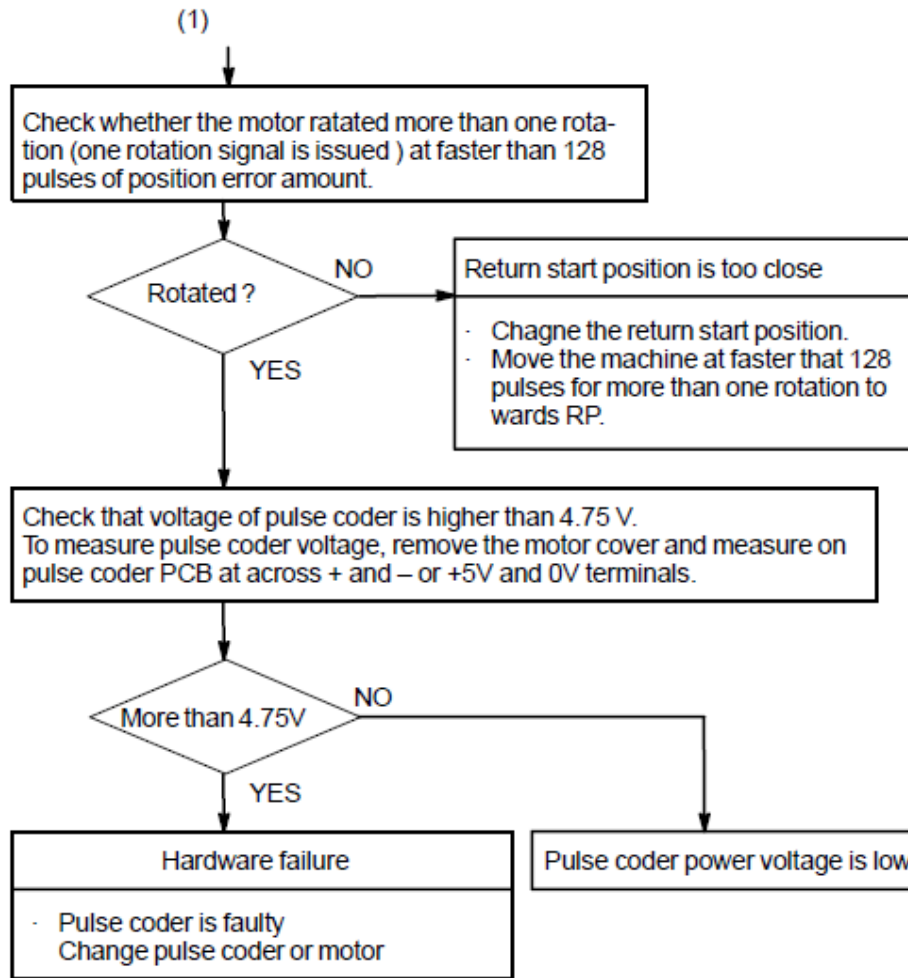 (1)
Check whether the motor ratated more than one rota-
tion (one rotation signal is issued ) at faster than 128
pulses of position error amount.
Rotated ?
NO
YES
Return start position is too close
· Chagne the return start position.
· Move the machine at faster that 128
pulses for more than one rotation to
wards RP.
Check that voltage of pulse coder is higher than 4.75 V.
To measure pulse coder voltage, remove the motor cover and measure on
pulse coder PCB at across + and – or +5V and 0V terminals.
More than 4.75V
NO
YES
Hardware failure
· Pulse coder is faulty
Change pulse coder or motor
Pulse coder power voltage is low